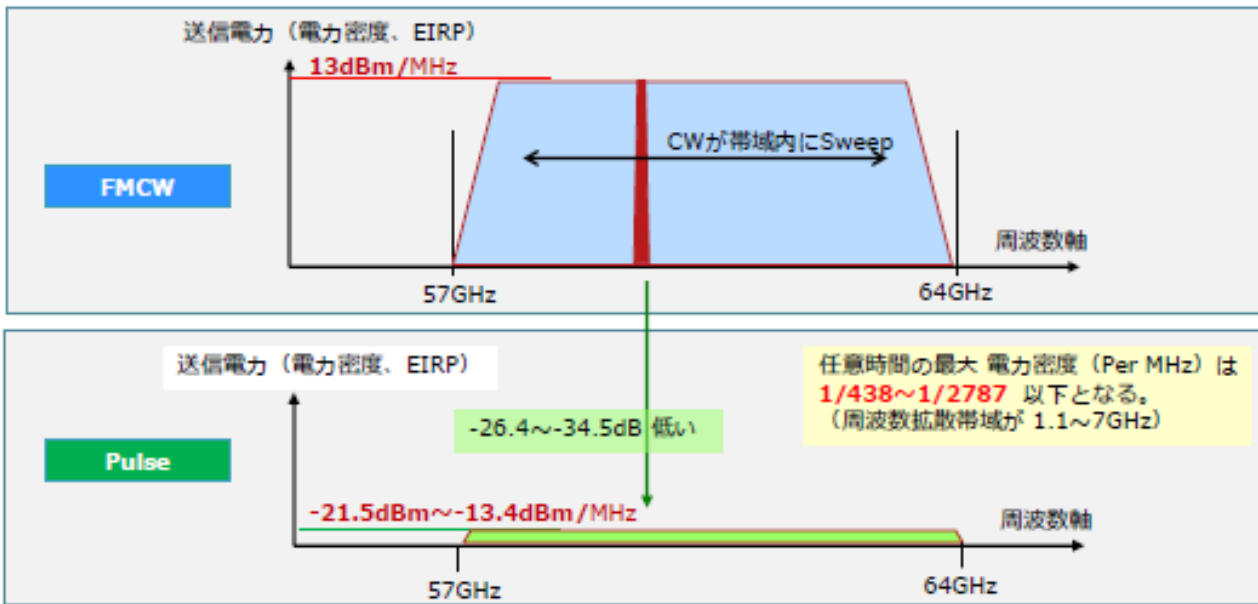 送信電力（電力密度、EIRP）
13dBm/MHz
CWが帯域内にSweep
FMCW
周波数軸
57GHz
64GHz
送信電力（電力密度、EIRP）
任意時間の最大 電力密度（Per MHz）は
1/438～1/2787 以下となる。
（周波数拡散帯域が 1.1～7GHz）
-26.4～-34.5dB 低い
Pulse
-21.5dBm～-13.4dBm/MHz
周波数軸
57GHz
64GHz